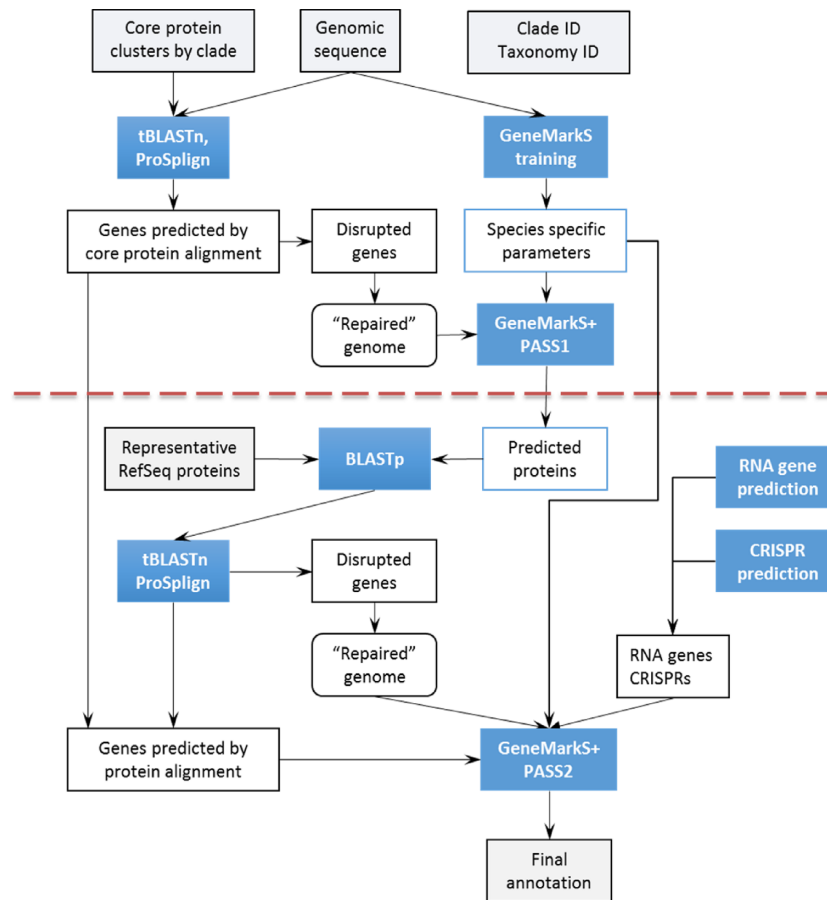 Core protein
clusters by clade
Genomic
sequence
Clade ID
Taxonomy ID
tBLASTn,
ProSplign
GeneMarkS
training
Genes predicted by
core protein alignment
Disrupted
genes
Species specific
parameters
“Repaired”
genome
GeneMarkS+
PASS1
Representative
RefSeq proteins
BLASTp
Predicted
proteins
RNA gene
prediction
tBLASTn
ProSplign
Disrupted
genes
CRISPR
prediction
“Repaired”
genome
RNA genes
CRISPRs
Genes predicted by
protein alignment
GeneMarkS+
PASS2
Final
annotation